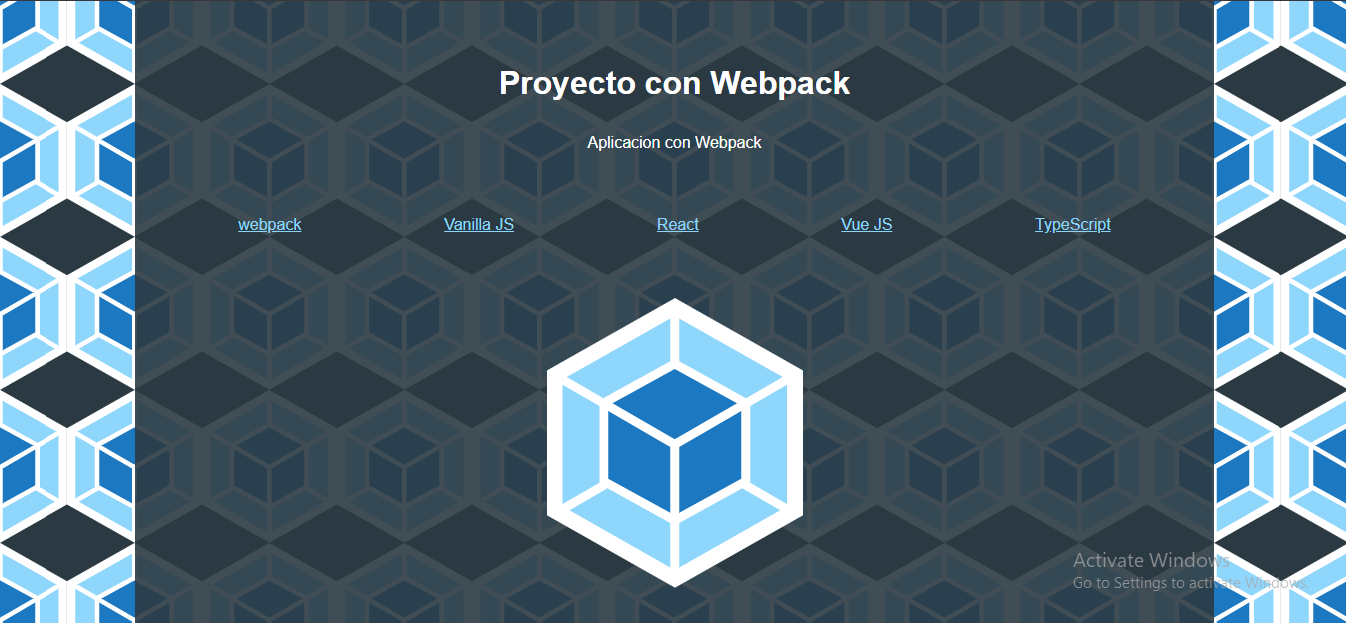 Proyecto con Webpack
Aplicacion con Webpack
webpack Vanilla JS React Vue JS TypeScript
Activate Windows
Go to Settings to activate Windows.